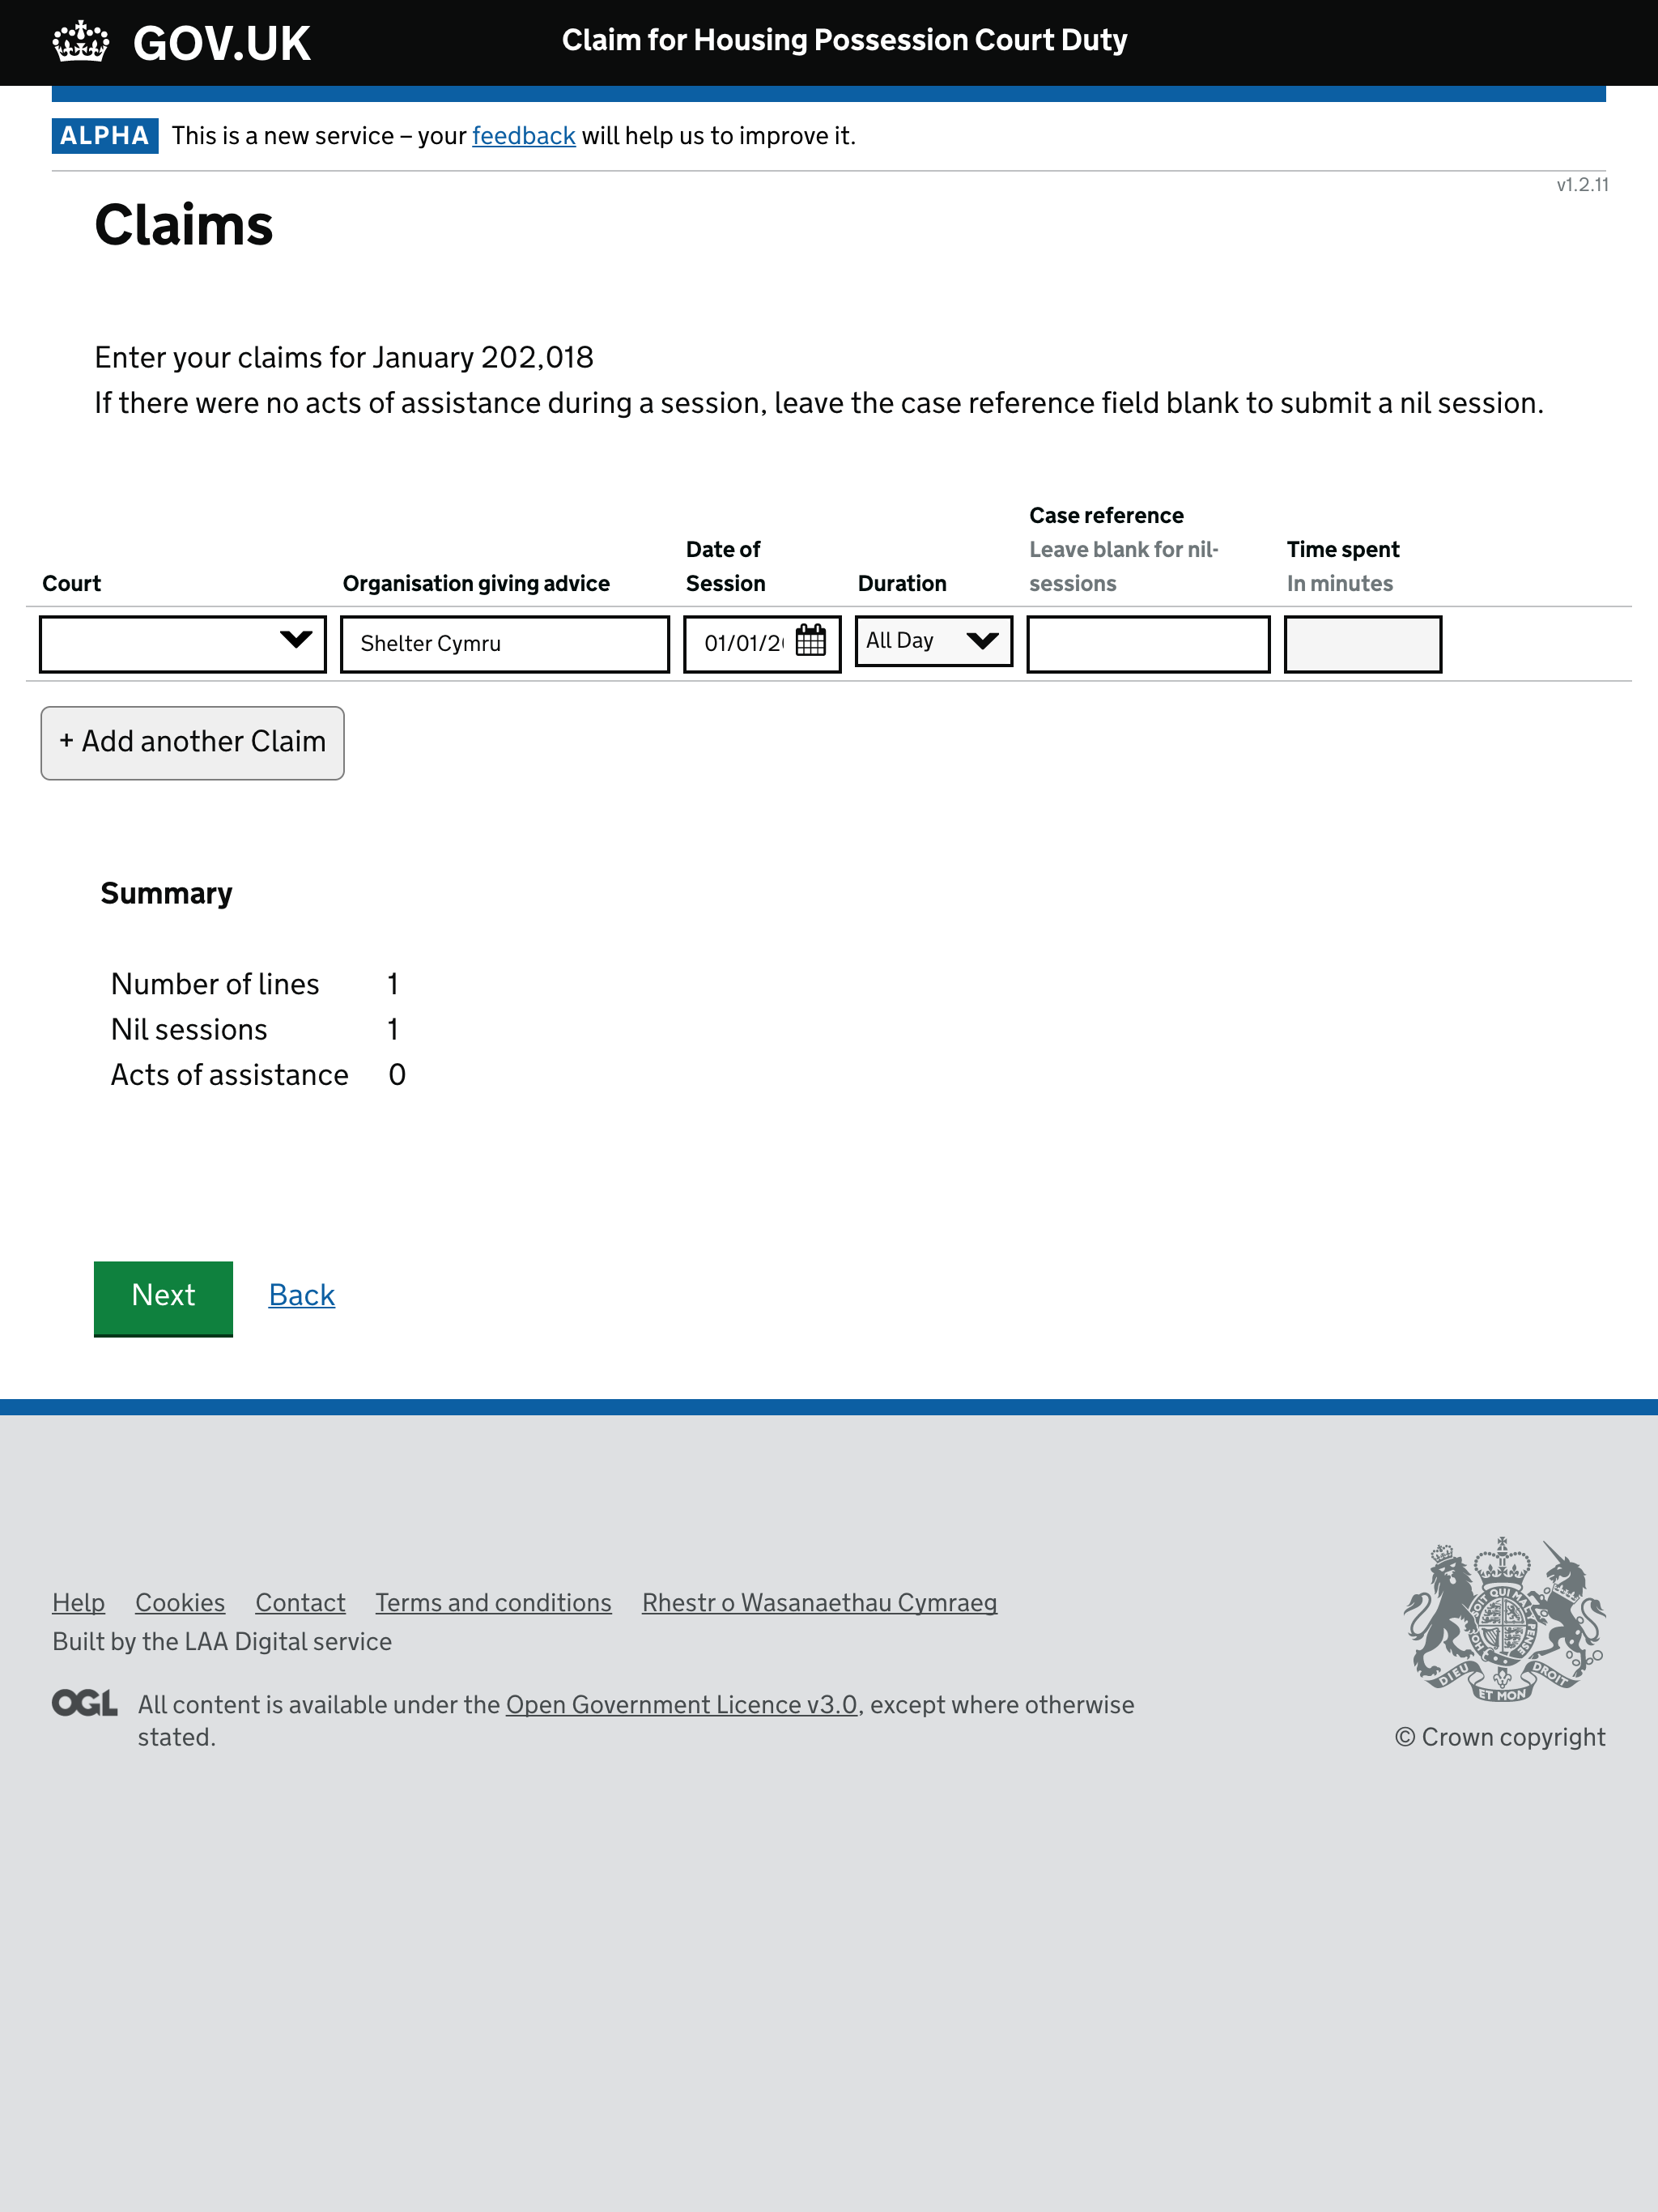 GOV.UK
Claim for Housing Possession Court Duty
ALPHA This is a new service – your feedback will help us to improve it.
v1.2.11
Claims
Enter your claims for January 202,018
If there were no acts of assistance during a session, leave the case reference field blank to submit a nil session.
Court
Organisation giving advice
Date of
Session
Duration
Case reference
Leave blank for nil-
sessions
Time spent
In minutes
Shelter Cymru
01/01/2
All Day
+ Add another Claim
Summary
Number of lines 1
Nil sessions 1
Acts of assistance 0
Next Back
Help Cookies Contact Terms and conditions Rhestr o Wasanaethau Cymraeg
Built by the LAA Digital service
OGL All content is available under the Open Government Licence v3.0, except where otherwise
stated.
DIEU ET MON DROIT
© Crown copyright